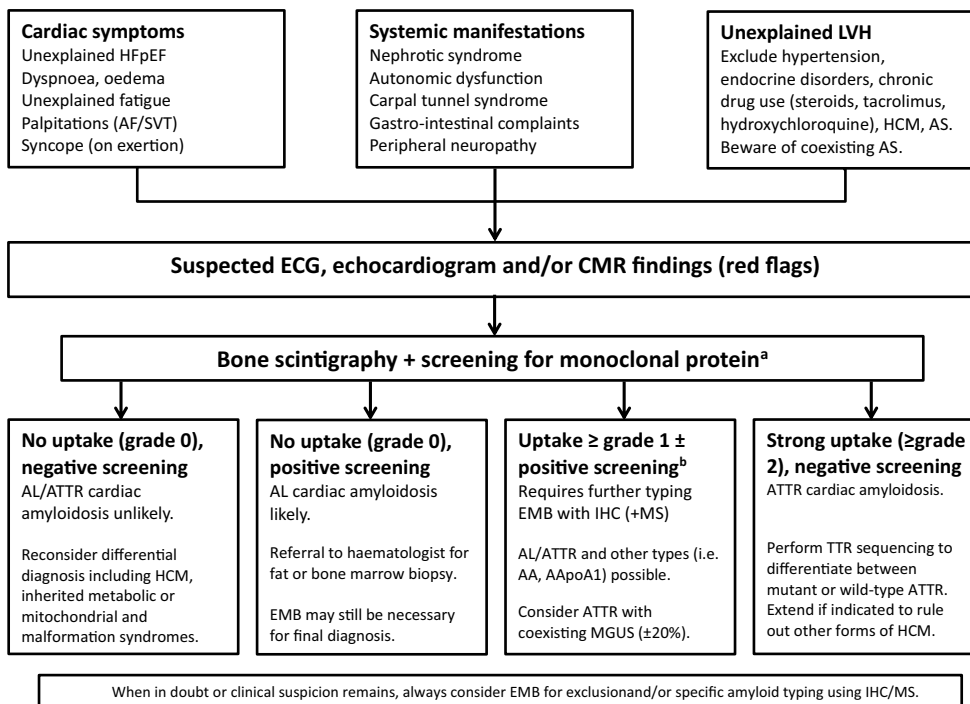 Cardiac symptoms
Unexplained HFpEF
Dyspnoea, oedema
Unexplained fatigue
Palpitations (AF/SVT)
Syncope (on exertion)
Systemic manifestations
Nephrotic syndrome
Autonomic dysfunction
Carpal tunnel syndrome
Gastro-intestinal complaints
Peripheral neuropathy
Unexplained LVH
Exclude hypertension,
endocrine disorders, chronic
drug use (steroids, tacrolimus,
hydroxychloroquine), HCM, AS.
Beware of coexisting AS.
Suspected ECG, echocardiogram and/or CMR findings (red flags)
Bone scintigraphy + screening for monoclonal proteinᵃ
No uptake (grade 0),
negative screening
AL/ATTR cardiac
amyloidosis unlikely.
Reconsider differential
diagnosis including HCM,
inherited metabolic or
mitochondrial and
malformation syndromes.
No uptake (grade 0),
positive screening
AL cardiac amyloidosis
likely.
Referral to haematologist for
fat or bone marrow biopsy.
EMB may still be necessary
for final diagnosis.
Uptake ≥ grade 1 ±
positive screeningᵇ
Requires further typing
EMB with IHC (+MS)
AL/ATTR and other types (i.e.
AA, AApoA1) possible.
Consider ATTR with
coexisting MGUS (±20%).
Strong uptake (≥grade
2), negative screening
ATTR cardiac amyloidosis.
Perform TTR sequencing to
differentiate between
mutant or wild-type ATTR.
Extend if indicated to rule
out other forms of HCM.
When in doubt or clinical suspicion remains, always consider EMB for exclusionand/or specific amyloid typing using IHC/MS.